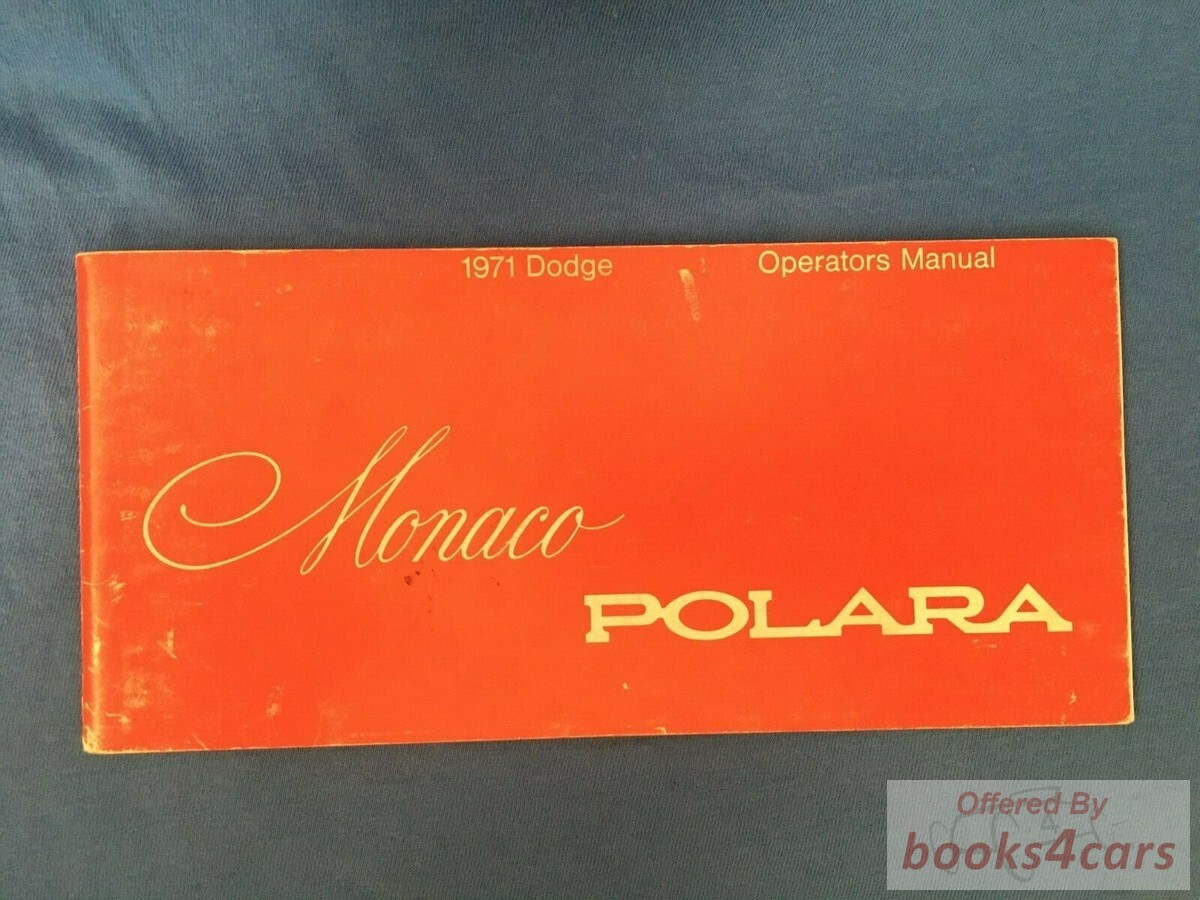 1971 Dodge Operators Manual
Monaco
POLARA
Offered By
books4cars